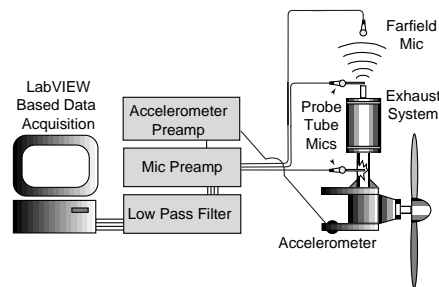 LabVIEW
Based Data
Acquisition
Accelerometer
Preamp
Mic Preamp
Low Pass Filter
Farfield
Mic
Probe
Tube
Mics
Exhaust
System
Accelerometer